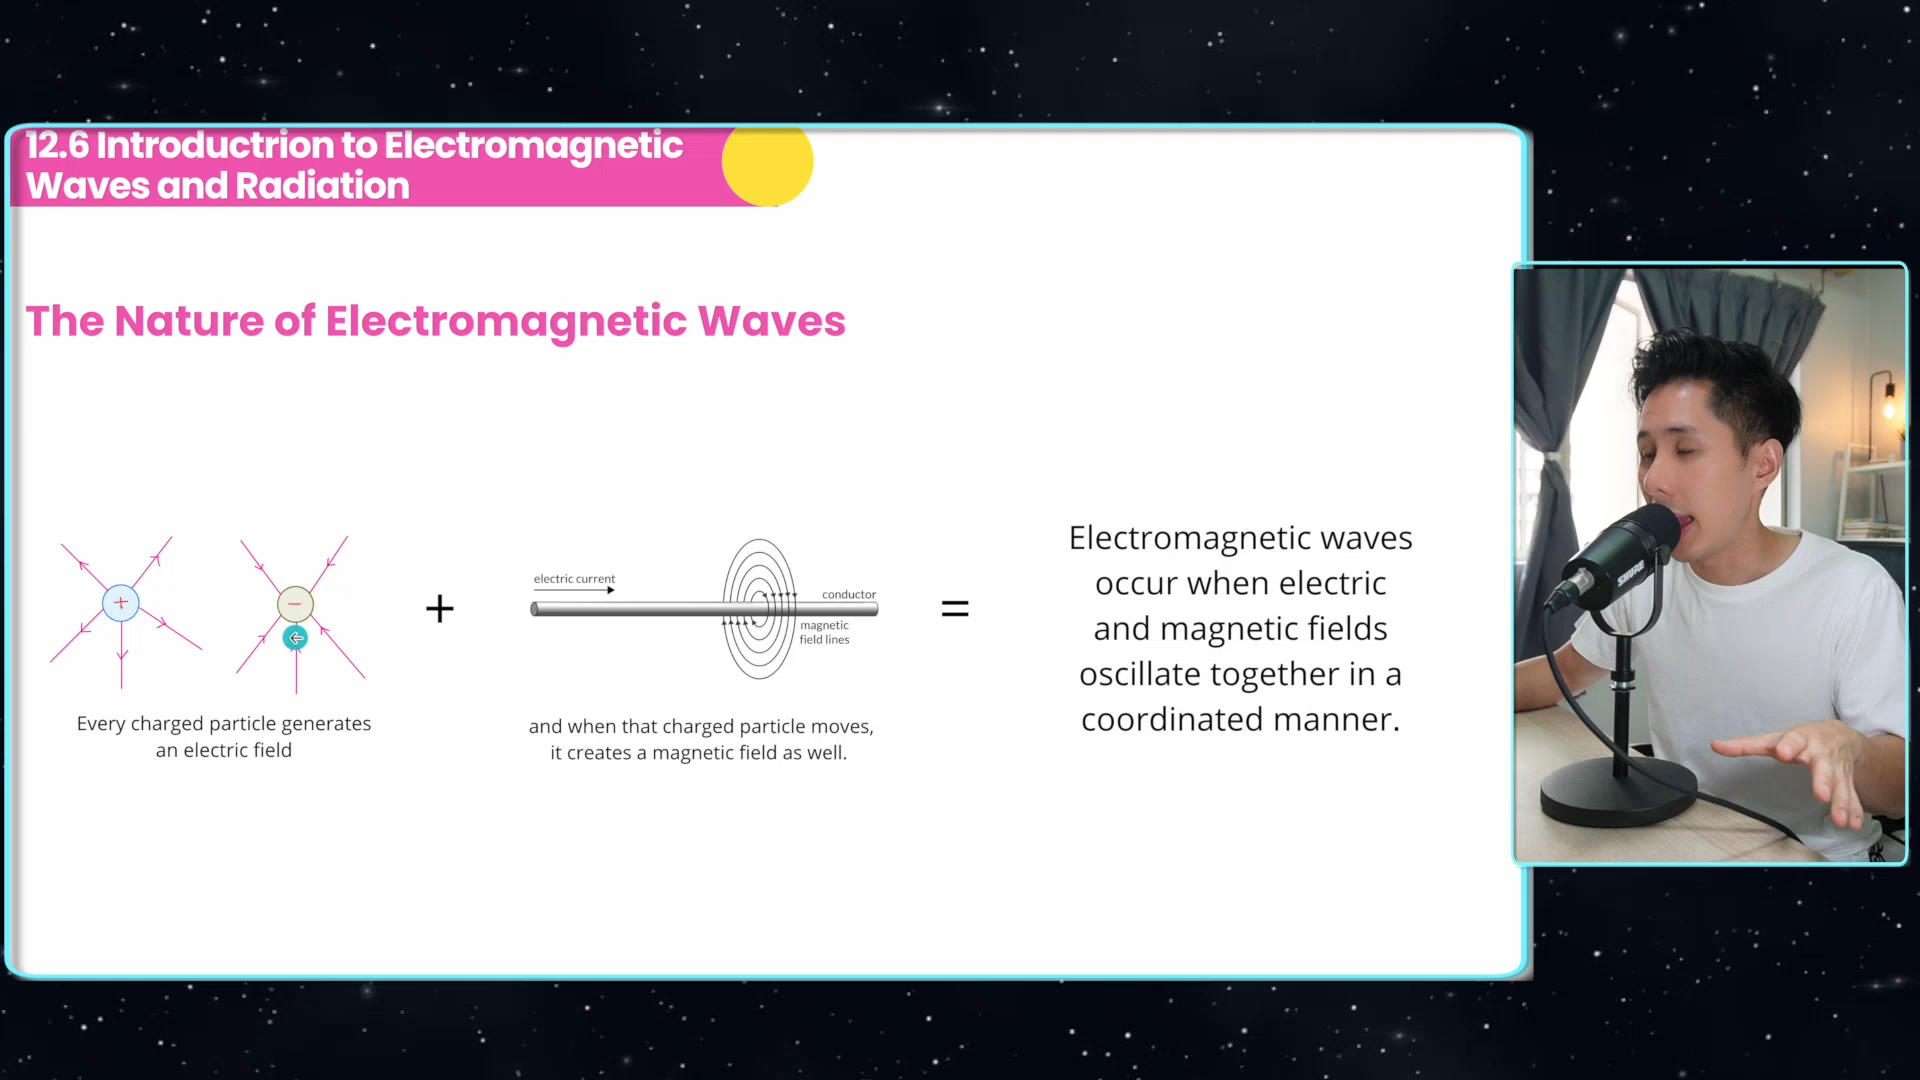 12.6 Introductrion to Electromagnetic
Waves and Radiation
The Nature of Electromagnetic Waves
+
−
+
electric current
conductor
magnetic
field lines
=
Every charged particle generates
an electric field
and when that charged particle moves,
it creates a magnetic field as well.
Electromagnetic waves
occur when electric
and magnetic fields
oscillate together in a
coordinated manner.
SHURE